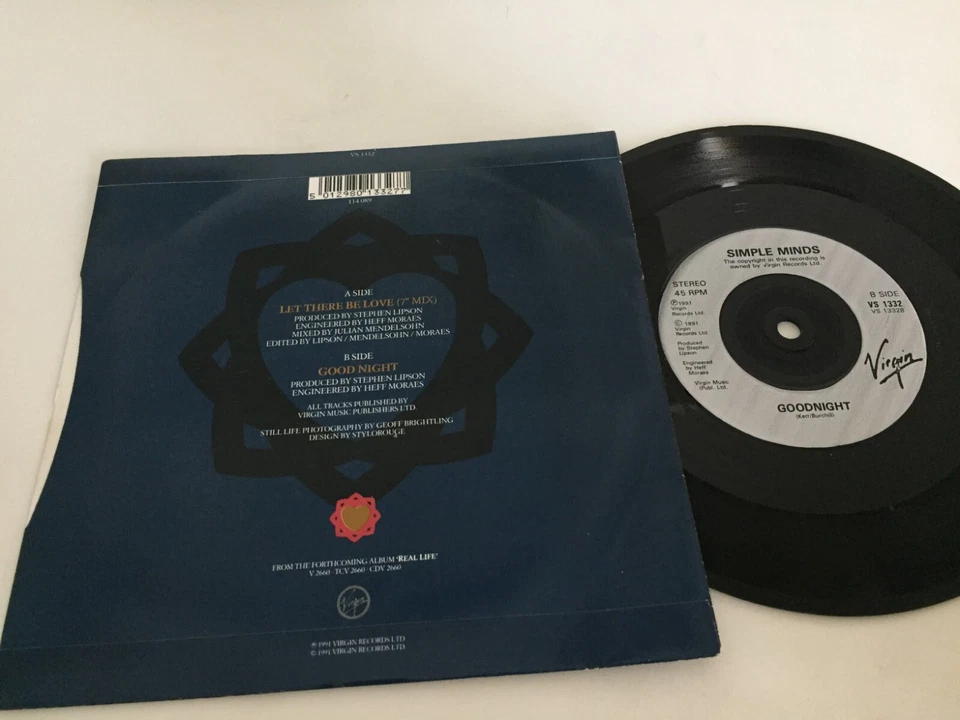 VS 1332
5 012980 133277
114 089
A SIDE
LET THERE BE LOVE (7" MIX)
PRODUCED BY STEPHEN LIPSON
ENGINEERED BY HEFF MORAES
MIXED BY JULIAN MENDELSOHN
EDITED BY LIPSON / MENDELSOHN / MORAES
B SIDE
GOOD NIGHT
PRODUCED BY STEPHEN LIPSON
ENGINEERED BY HEFF MORAES
ALL TRACKS PUBLISHED BY
VIRGIN MUSIC PUBLISHERS LTD.
STILL LIFE PHOTOGRAPHY BY GEOFF BRIGHTLING
DESIGN BY STYLOROUGE
FROM THE FORTHCOMING ALBUM 'REAL LIFE'
V 2660 · TCV 2660 · CDV 2660
Virgin
℗ 1991 VIRGIN RECORDS LTD
© 1991 VIRGIN RECORDS LTD.
SIMPLE MINDS
The copyright in this recording is
owned by Virgin Records Ltd.
STEREO
45 RPM
℗ 1991
Virgin
Records Ltd.
© 1991
Virgin
Records Ltd.
Produced
by Stephen
Lipson
Engineered
by Heff
Moraes
Virgin Music
(Publ.) Ltd.
B SIDE
VS 1332
VS 1332B
Virgin
GOODNIGHT
(Kerr/Burchill)